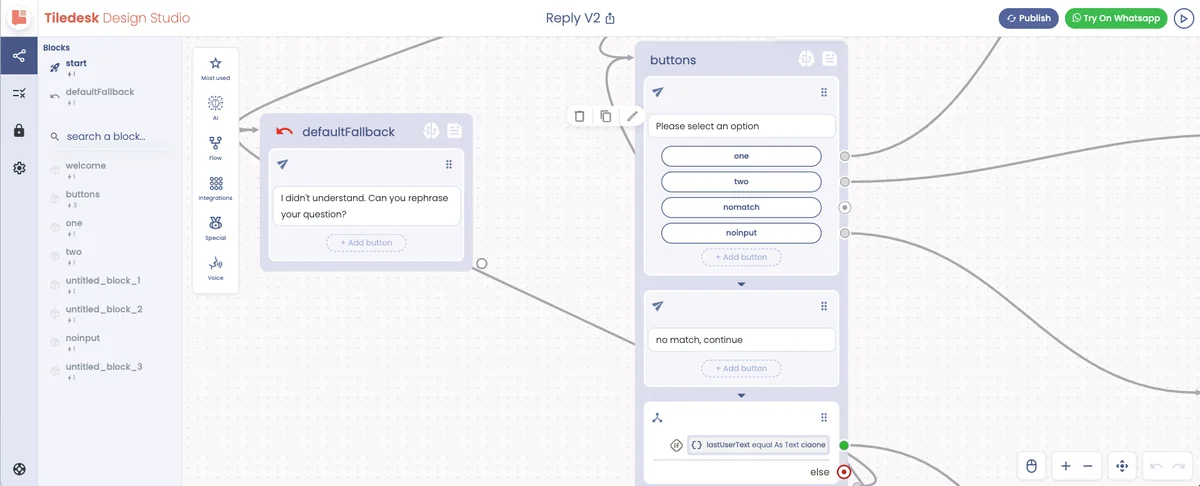 Tiledesk Design Studio
Reply V2
Publish
Try On Whatsapp
Blocks
start
1
defaultFallback
1
search a block...
welcome
1
buttons
3
one
1
two
1
untitled_block_1
1
untitled_block_2
1
noinput
1
untitled_block_3
1
Most used
AI
Flow
Integrations
Special
Voice
defaultFallback
I didn't understand. Can you rephrase
your question?
+ Add button
buttons
Please select an option
one
two
nomatch
noinput
+ Add button
no match, continue
+ Add button
IF
{} lastUserText equal As Text ciaone
else